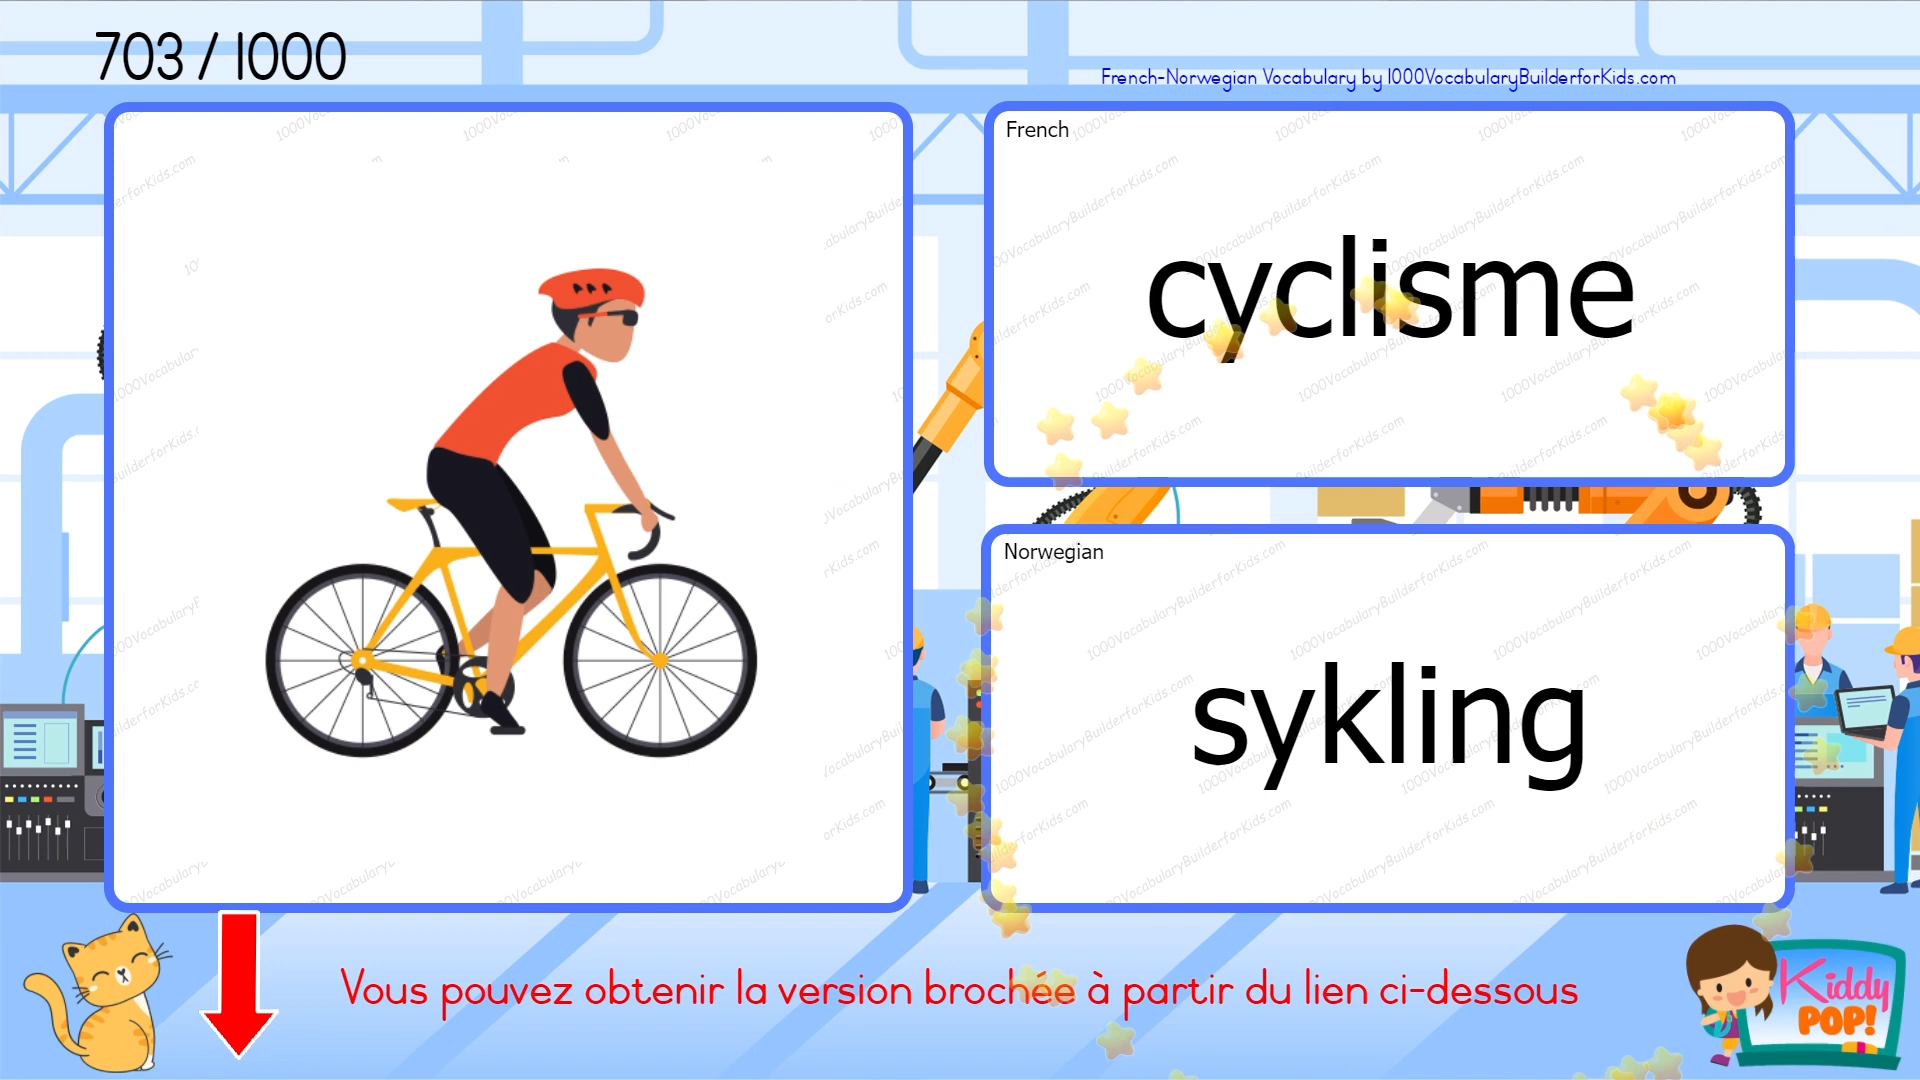 703 / 1000
French-Norwegian Vocabulary by 1000VocabularyBuilderforKids.com
French
cyclisme
Norwegian
sykling
Vous pouvez obtenir la version brochée à partir du lien ci-dessous
Kiddy
POP!